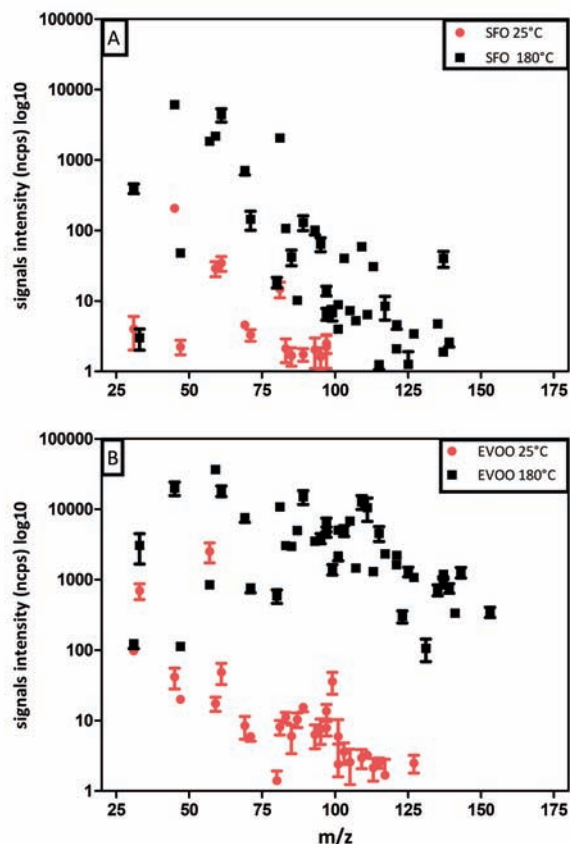 A
SFO 25°C
SFO 180°C
signals intensity (ncps) log10
100000
10000
1000
100
10
1
25 50 75 100 125 150 175
B
EVOO 25°C
EVOO 180°C
signals intensity (ncps) log10
100000
10000
1000
100
10
1
25 50 75 100 125 150 175
m/z